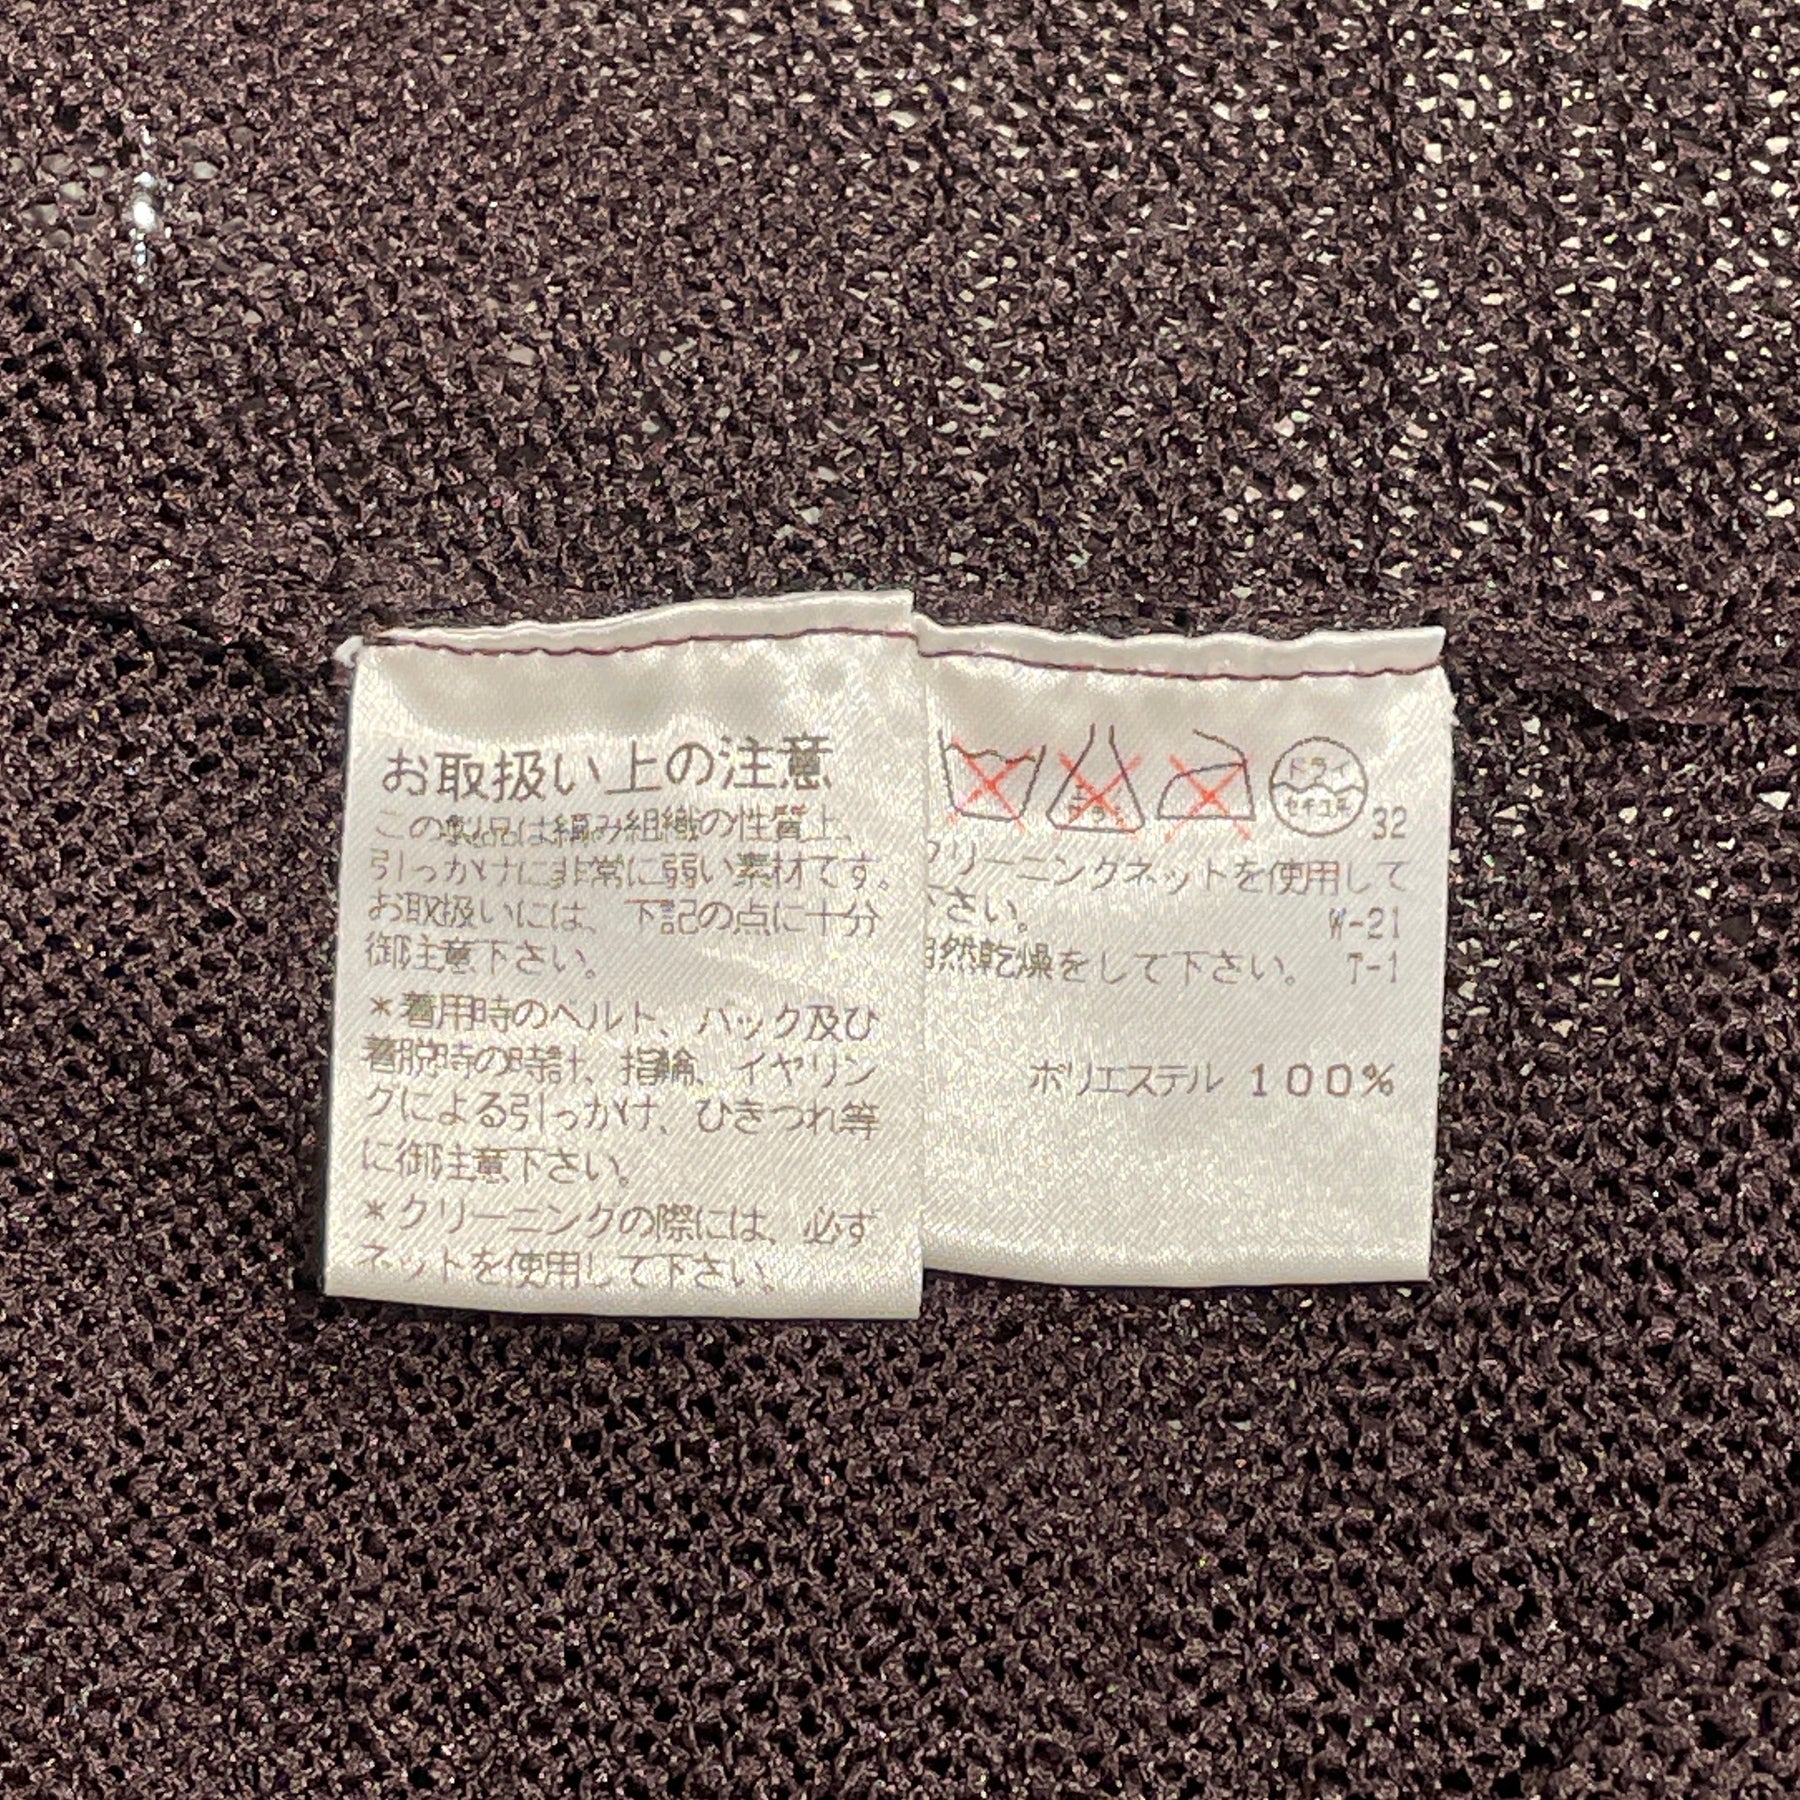 お取扱い上の注意
この製品は編み組織の性質上、
引っかけに非常に弱い素材です。
お取扱いには、下記の点に十分
御注意下さい。
*着用時のベルト、バック及び
着脱時の時計、指輪、イヤリン
グによる引っかけ、ひきつれ等
に御注意下さい。
*クリーニングの際には、必ず
ネットを使用して下さい。
ドライ
セキユ系
32
クリーニングネットを使用して
下さい。 W-21
自然乾燥をして下さい。 T-1
ポリエステル 100%